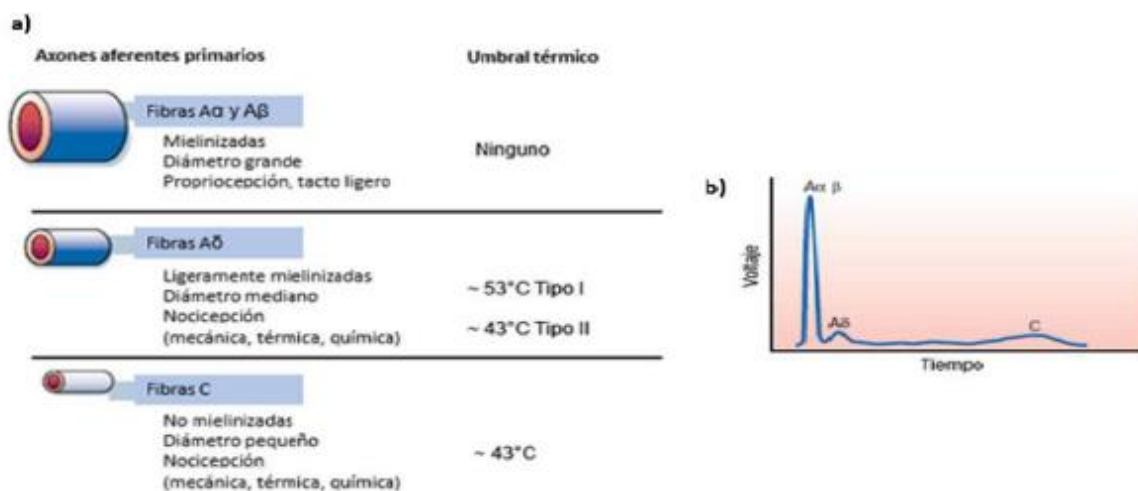 a)
Axones aferentes primarios
Umbral térmico
Fibras Aα y Aβ
Mielinizadas
Diámetro grande
Propriocepción, tacto ligero
Ninguno
Fibras Aδ
Ligeramente mielinizadas
Diámetro mediano
Nocicepción
(mecánica, térmica, química)
~ 53°C Tipo I
~ 43°C Tipo II
Fibras C
No mielinizadas
Diámetro pequeño
Nocicepción
(mecánica, térmica, química)
~ 43°C
b)
Aα β
Voltaje
Aδ
C
Tiempo